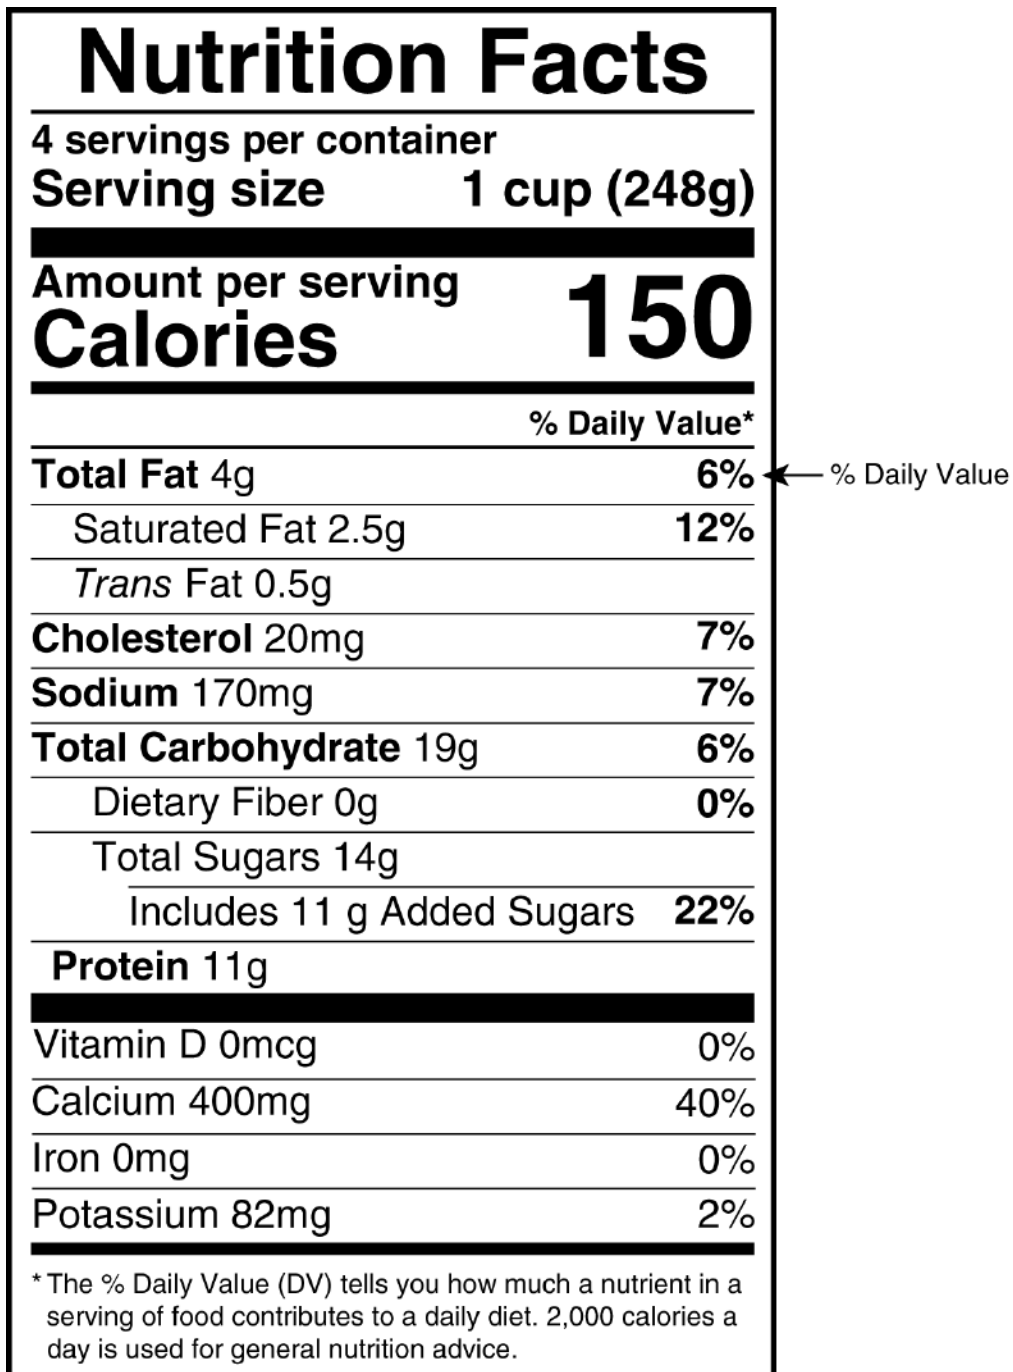 Nutrition Facts
4 servings per container
Serving size 1 cup (248g)
Amount per serving
Calories 150
% Daily Value*
Total Fat 4g 6% % Daily Value
Saturated Fat 2.5g 12%
Trans Fat 0.5g
Cholesterol 20mg 7%
Sodium 170mg 7%
Total Carbohydrate 19g 6%
Dietary Fiber 0g 0%
Total Sugars 14g
Includes 11 g Added Sugars 22%
Protein 11g
Vitamin D 0mcg 0%
Calcium 400mg 40%
Iron 0mg 0%
Potassium 82mg 2%
* The % Daily Value (DV) tells you how much a nutrient in a
serving of food contributes to a daily diet. 2,000 calories a
day is used for general nutrition advice.